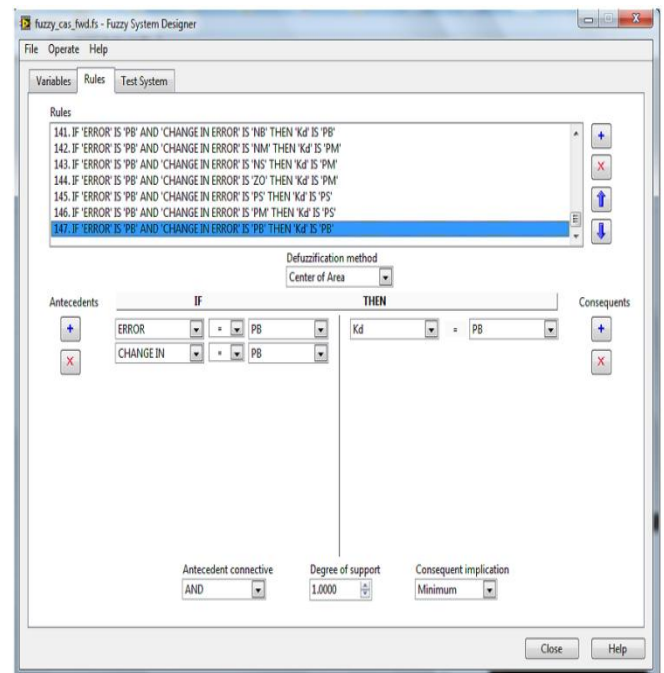 fuzzy_cas_fwd.fs - Fuzzy System Designer
File Operate Help
Variables Rules Test System
Rules
141. IF 'ERROR' IS 'PB' AND 'CHANGE IN ERROR' IS 'NB' THEN 'Kd' IS 'PB'
142. IF 'ERROR' IS 'PB' AND 'CHANGE IN ERROR' IS 'NM' THEN 'Kd' IS 'PM'
143. IF 'ERROR' IS 'PB' AND 'CHANGE IN ERROR' IS 'NS' THEN 'Kd' IS 'PM'
144. IF 'ERROR' IS 'PB' AND 'CHANGE IN ERROR' IS 'ZO' THEN 'Kd' IS 'PM'
145. IF 'ERROR' IS 'PB' AND 'CHANGE IN ERROR' IS 'PS' THEN 'Kd' IS 'PS'
146. IF 'ERROR' IS 'PB' AND 'CHANGE IN ERROR' IS 'PM' THEN 'Kd' IS 'PS'
147. IF 'ERROR' IS 'PB' AND 'CHANGE IN ERROR' IS 'PB' THEN 'Kd' IS 'PB'
Defuzzification method
Center of Area
Antecedents IF THEN Consequents
ERROR = PB Kd = PB
CHANGE IN = PB
Antecedent connective Degree of support Consequent implication
AND 1.0000 Minimum
Close Help